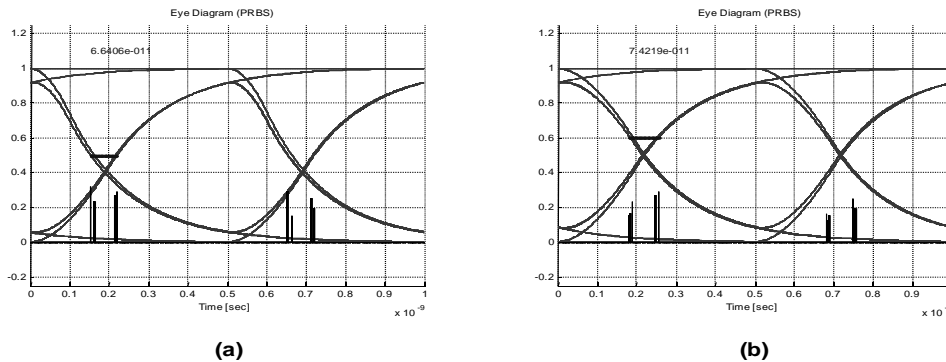 Eye Diagram (PRBS)
6.6406e-011
1.2
1
0.8
0.6
0.4
0.2
0
-0.2
0 0.1 0.2 0.3 0.4 0.5 0.6 0.7 0.8 0.9 1
Time [sec]
x 10⁻⁹
(a)
Eye Diagram (PRBS)
7.4219e-011
1.2
1
0.8
0.6
0.4
0.2
0
-0.2
0 0.1 0.2 0.3 0.4 0.5 0.6 0.7 0.8 0.9
Time [sec]
x 10
(b)